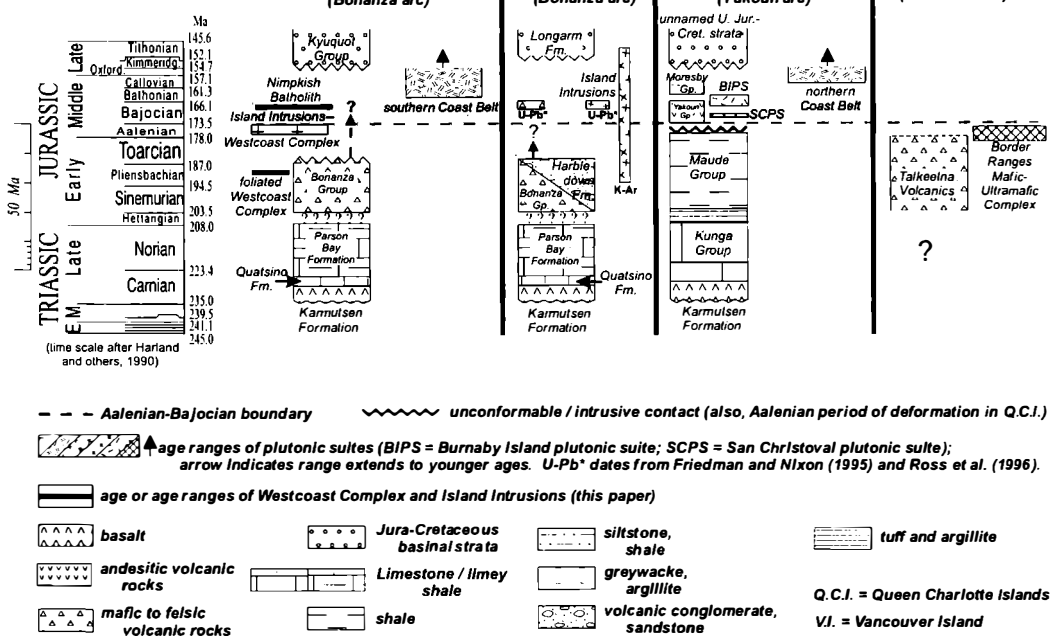 (Bonanza arc)
(Bonanza arc)
(Yakoun arc)
Ma
145.6
152.1
154.7
157.1
161.3
166.1
173.5
178.0
187.0
194.5
203.5
208.0
223.4
235.0
239.5
241.1
245.0
50 Ma
JURASSIC
TRIASSIC
Late
Middle
Early
Late
E M
Tithonian
Kimmeridg.
Oxford
Callovian
Bathonian
Bajocian
Aalenian
Toarcian
Pliensbachian
Sinemurian
Hettangian
Norian
Carnian
(time scale after Harland
and others, 1990)
Kyuquot
Group
Nimpkish
Batholith
Island Intrusions
Westcoast Complex
?
southern Coast Belt
foliated
Westcoast
Complex
Bonanza
Group
? ? ? ? ?
Parson
Bay
Formation
Quatsino
Fm.
Karmutsen
Formation
Longarm
Fm.
Island
Intrusions
U-Pb*
U-Pb*
?
K-Ar
Harble-
down
Fm.
Bonanza
Gp.
Parson
Bay
Formation
Quatsino
Fm.
Karmutsen
Formation
unnamed U. Jur.-
Cret. strata
Moresby
Gp.
BIPS
Yakoun
Gp
SCPS
Maude
Group
Kunga
Group
Karmutsen
Formation
northern
Coast Belt
Talkeelna
Volcanics
Border
Ranges
Mafic-
Ultramafic
Complex
?
Aalenian-Bajocian boundary
unconformable / intrusive contact (also, Aalenian period of deformation in Q.C.I.)
age ranges of plutonic suites (BIPS = Burnaby Island plutonic suite; SCPS = San Christoval plutonic suite);
arrow indicates range extends to younger ages. U-Pb* dates from Friedman and Nixon (1995) and Ross et al. (1996).
age or age ranges of Westcoast Complex and Island Intrusions (this paper)
basalt
andesitic volcanic
rocks
mafic to felsic
volcanic rocks
Jura-Cretaceous
basinal strata
Limestone / limey
shale
shale
siltstone,
shale
greywacke,
argillite
volcanic conglomerate,
sandstone
tuff and argillite
Q.C.I. = Queen Charlotte Islands
V.I. = Vancouver Island